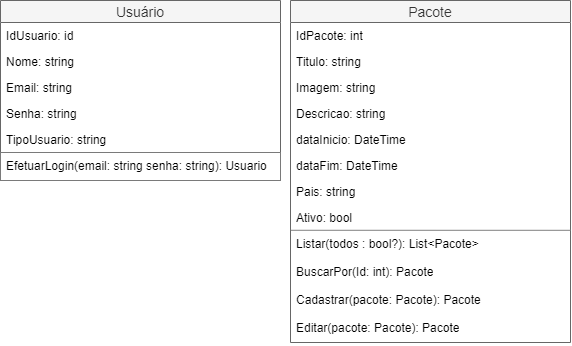 Usuário
IdUsuario: id
Nome: string
Email: string
Senha: string
TipoUsuario: string
EfetuarLogin(email: string senha: string): Usuario
Pacote
IdPacote: int
Titulo: string
Imagem: string
Descricao: string
dataInicio: DateTime
dataFim: DateTime
Pais: string
Ativo: bool
Listar(todos : bool?): List<Pacote>
BuscarPor(Id: int): Pacote
Cadastrar(pacote: Pacote): Pacote
Editar(pacote: Pacote): Pacote